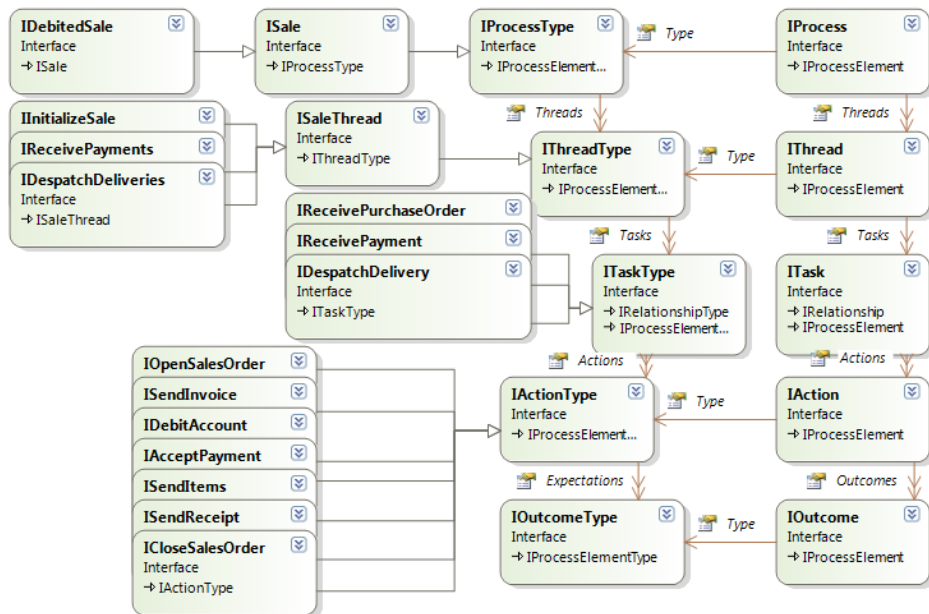 IDebitedSale
Interface
→ ISale
ISale
Interface
→ IProcessType
IProcessType
Interface
→ IProcessElement...
Type
IProcess
Interface
→ IProcessElement
Threads
Threads
IInitializeSale
IReceivePayments
IDespatchDeliveries
Interface
→ ISaleThread
ISaleThread
Interface
→ IThreadType
IThreadType
Interface
→ IProcessElement...
Type
IThread
Interface
→ IProcessElement
Tasks
Tasks
IReceivePurchaseOrder
IReceivePayment
IDespatchDelivery
Interface
→ ITaskType
ITaskType
Interface
→ IRelationshipType
→ IProcessElement...
ITask
Interface
→ IRelationship
→ IProcessElement
Actions
Actions
IOpenSalesOrder
ISendInvoice
IDebitAccount
IAcceptPayment
ISendItems
ISendReceipt
ICloseSalesOrder
Interface
→ IActionType
IActionType
Interface
→ IProcessElement...
Type
IAction
Interface
→ IProcessElement
Expectations
Outcomes
IOutcomeType
Interface
→ IProcessElementType
Type
IOutcome
Interface
→ IProcessElement